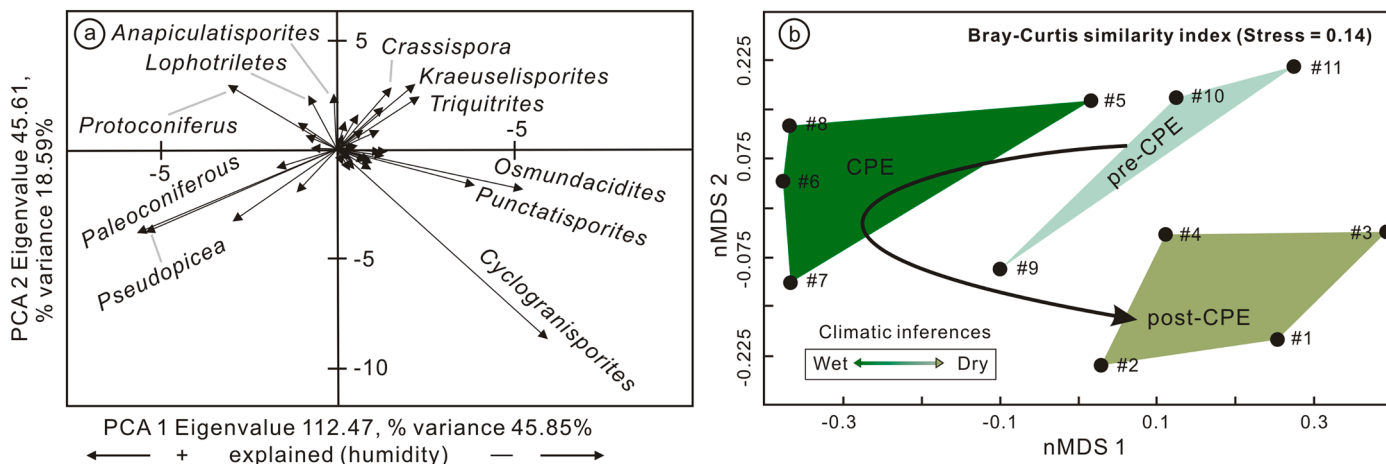 a
Anapiculatisporites
Lophotriletes
Protoconiferus
Crassispora
Kraeuselisporites
Triquitrites
5
-5
-5
Osmundacidites
Punctatisporites
Paleoconiferous
Pseudopicea
Cyclogranisporites
-5
-10
PCA 2 Eigenvalue 45.61,
% variance 18.59%
PCA 1 Eigenvalue 112.47, % variance 45.85%
+ explained (humidity) —
b
Bray-Curtis similarity index (Stress = 0.14)
#11
#10
#5
#8
CPE
pre-CPE
#6
#4
#3
#9
#7
post-CPE
#1
#2
Climatic inferences
Wet Dry
0.225
0.075
-0.075
-0.225
nMDS 2
-0.3
-0.1
0.1
0.3
nMDS 1